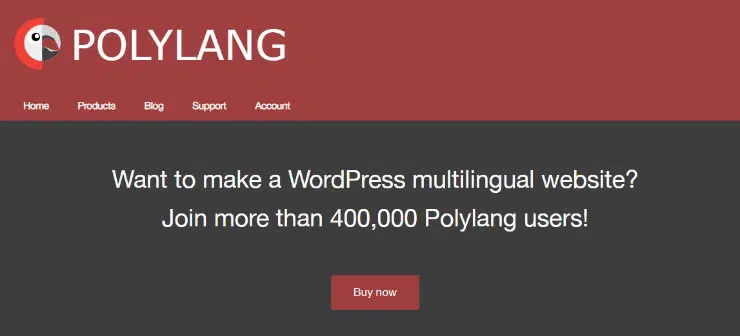 POLYLANG
Home Products Blog Support Account
Want to make a WordPress multilingual website?
Join more than 400,000 Polylang users!
Buy now